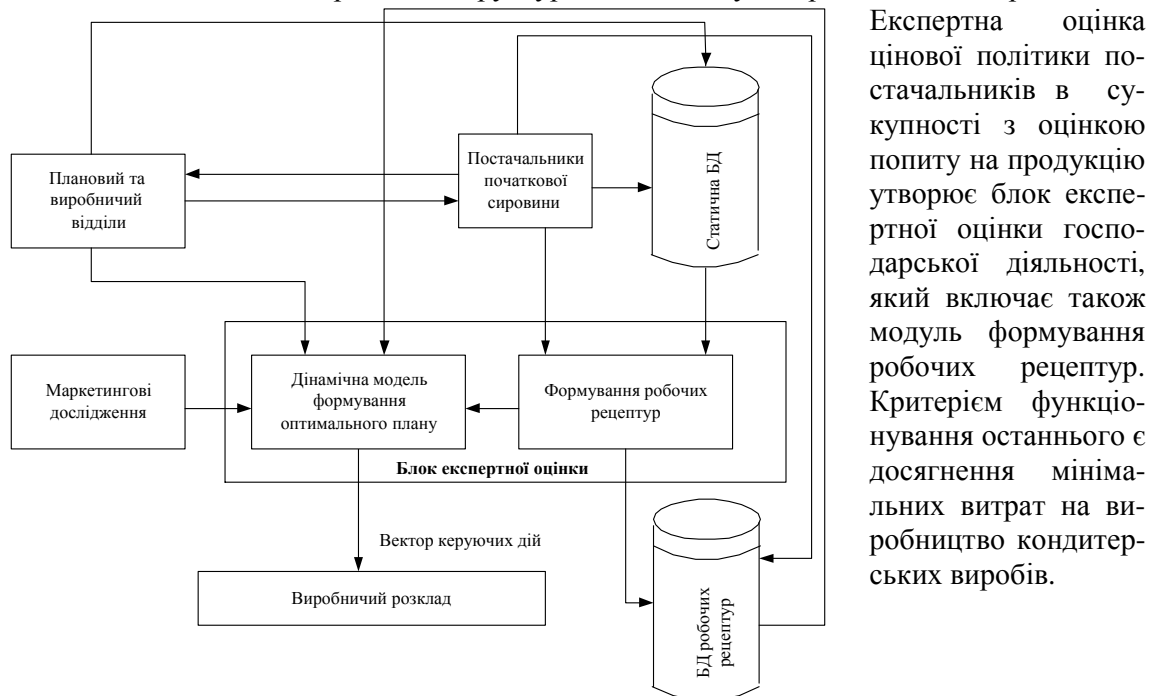 Експертна оцінка
цінової політики по-
стачальників в су-
купності з оцінкою
попиту на продукцію
утворює блок експе-
ртної оцінки госпо-
дарської діяльності,
який включає також
модуль формування
робочих рецептур.
Критерієм функціо-
нування останнього є
досягнення мініма-
льних витрат на ви-
робництво кондитер-
ських виробів.
Плановий та
виробничий
відділи
Постачальники
початкової
сировини
Статична БД
Маркетингові
дослідження
Дінамічна модель
формування
оптимального плану
Формування робочих
рецептур
Блок експертної оцінки
Вектор керуючих дій
Виробничий розклад
БД робочих
рецептур